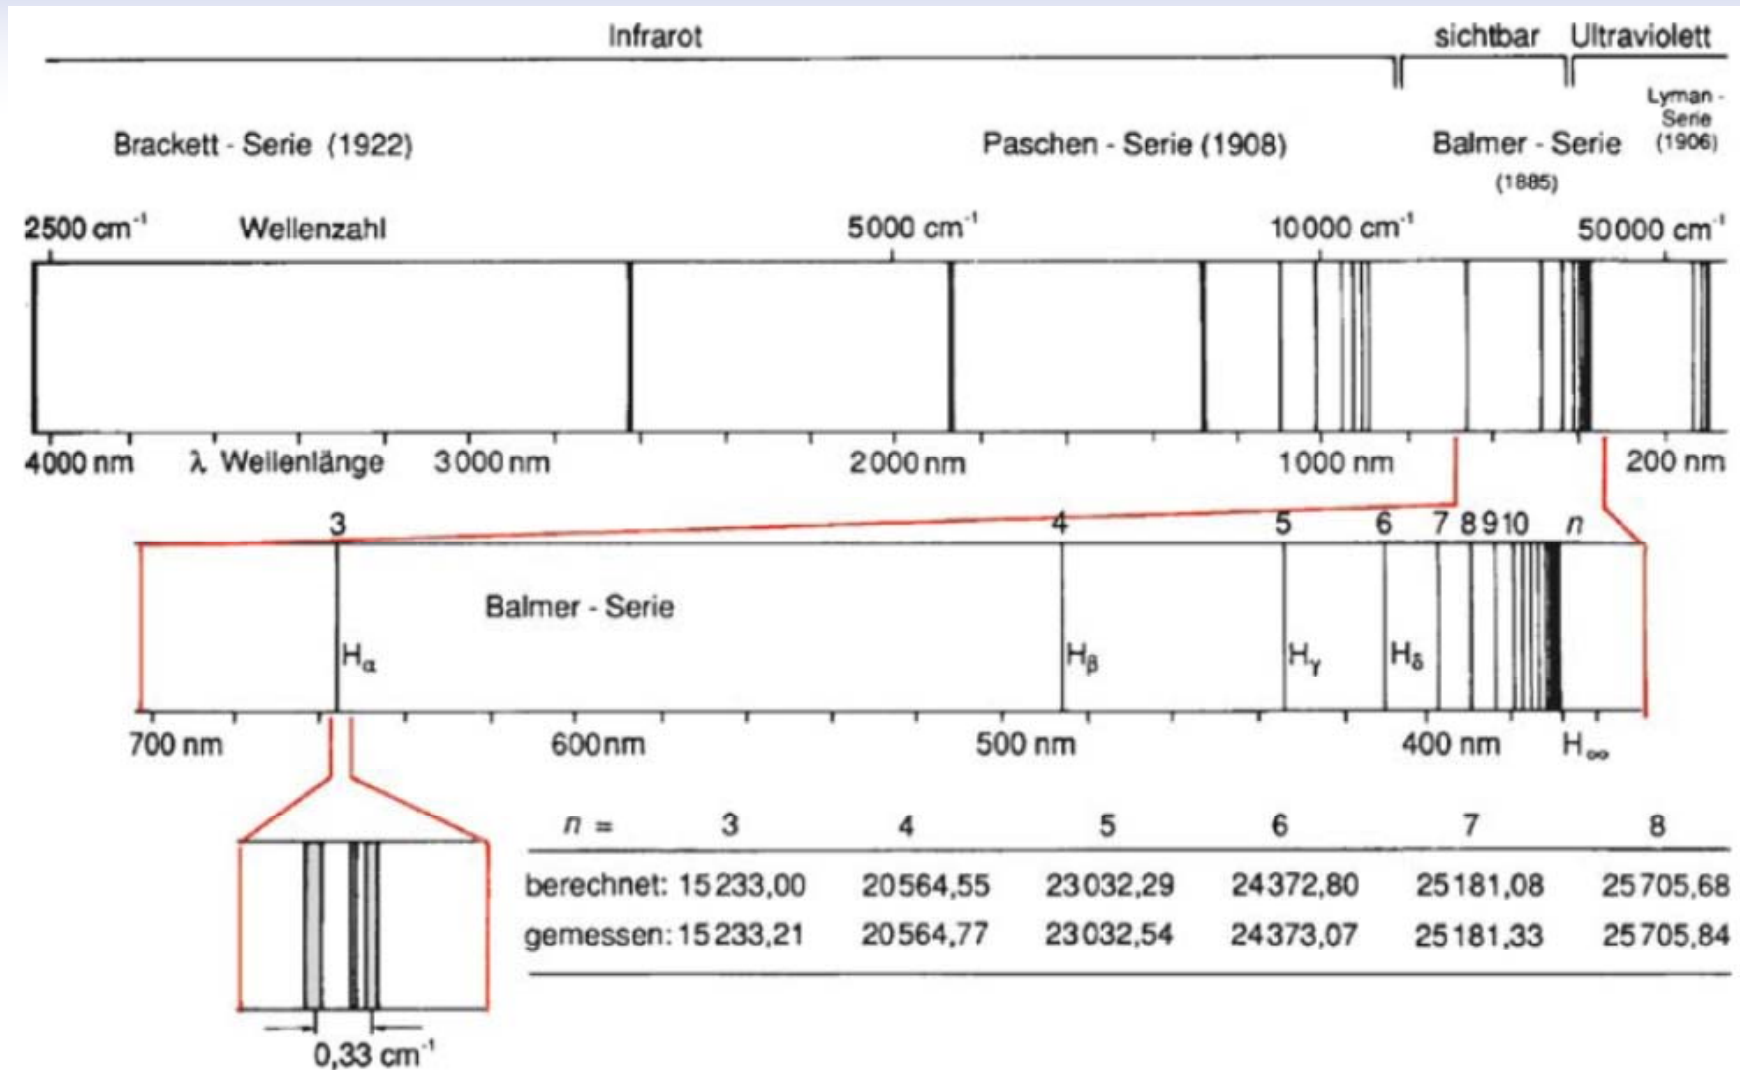 Infrarot sichtbar Ultraviolett
Brackett - Serie (1922) Paschen - Serie (1908) Balmer - Serie (1885) Lyman - Serie (1906)
2500 cm⁻¹ Wellenzahl 5000 cm⁻¹ 10000 cm⁻¹ 50000 cm⁻¹
4000 nm λ Wellenlänge 3000 nm 2000 nm 1000 nm 200 nm
3 4 5 6 7 8 9 10 n
Balmer - Serie
Hα Hβ Hγ Hδ
700 nm 600 nm 500 nm 400 nm H∞
n = 3 4 5 6 7 8
berechnet: 15233,00 20564,55 23032,29 24372,80 25181,08 25705,68
gemessen: 15233,21 20564,77 23032,54 24373,07 25181,33 25705,84
0,33 cm⁻¹